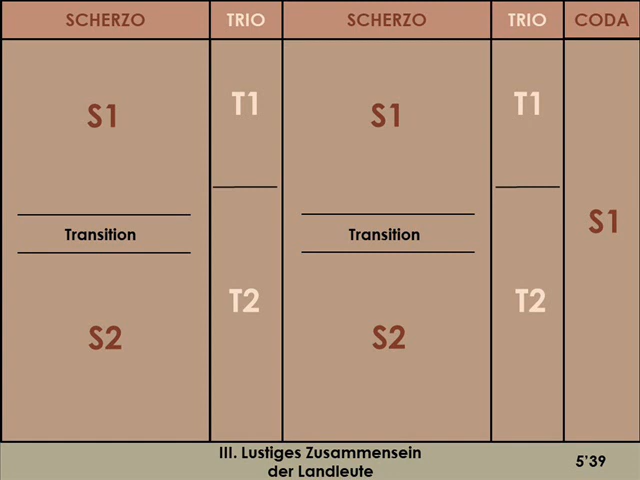 SCHERZO
TRIO
SCHERZO
TRIO
CODA
S1
T1
S1
T1
S1
Transition
Transition
T2
T2
S2
S2
III. Lustiges Zusammensein
der Landleute
5’39